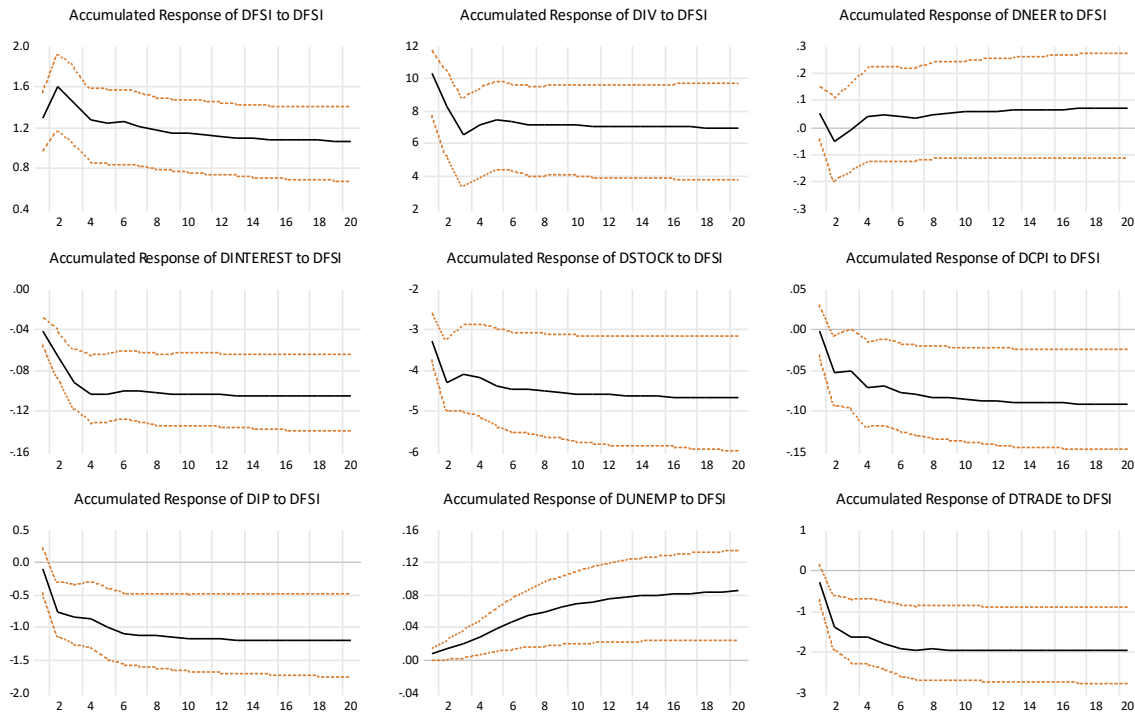 Accumulated Response of DFSI to DFSI
2.0
1.6
1.2
0.8
0.4
2 4 6 8 10 12 14 16 18 20
Accumulated Response of DIV to DFSI
12
10
8
6
4
2
2 4 6 8 10 12 14 16 18 20
Accumulated Response of DNEER to DFSI
.3
.2
.1
.0
-.1
-.2
-.3
2 4 6 8 10 12 14 16 18 20
Accumulated Response of DINTEREST to DFSI
.00
-.04
-.08
-.12
-.16
2 4 6 8 10 12 14 16 18 20
Accumulated Response of DSTOCK to DFSI
-2
-3
-4
-5
-6
2 4 6 8 10 12 14 16 18 20
Accumulated Response of DCPI to DFSI
.05
.00
-.05
-.10
-.15
2 4 6 8 10 12 14 16 18 20
Accumulated Response of DIP to DFSI
0.5
0.0
-0.5
-1.0
-1.5
-2.0
2 4 6 8 10 12 14 16 18 20
Accumulated Response of DUNEMP to DFSI
.16
.12
.08
.04
.00
-.04
2 4 6 8 10 12 14 16 18 20
Accumulated Response of DTRADE to DFSI
1
0
-1
-2
-3
2 4 6 8 10 12 14 16 18 20